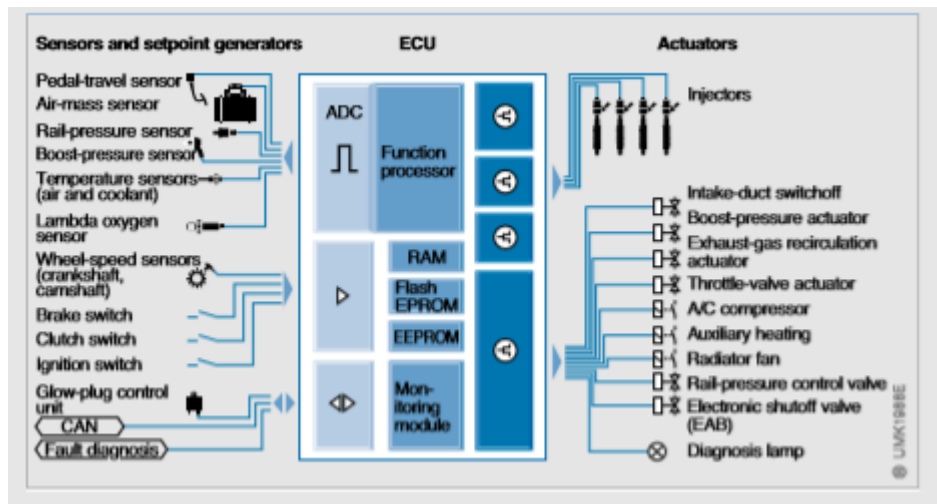 Sensors and setpoint generators
ECU
Actuators
Pedal-travel sensor
Air-mass sensor
Rail-pressure sensor
Boost-pressure sensor
Temperature sensors
(air and coolant)
Lambda oxygen
sensor
Wheel-speed sensors
(crankshaft,
camshaft)
Brake switch
Clutch switch
Ignition switch
Glow-plug control
unit
CAN
Fault diagnosis
ADC
Function
processor
RAM
Flash
EPROM
EEPROM
Mon-
itoring
module
Injectors
Intake-duct switchoff
Boost-pressure actuator
Exhaust-gas recirculation
actuator
Throttle-valve actuator
A/C compressor
Auxiliary heating
Radiator fan
Rail-pressure control valve
Electronic shutoff valve
(EAB)
Diagnosis lamp
UMK1988E